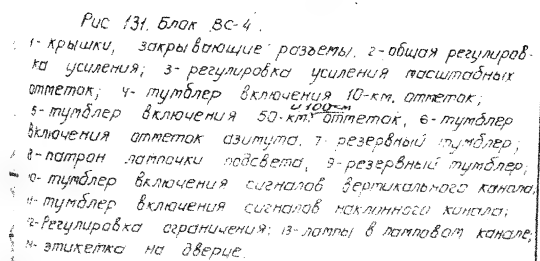 Рис 131. Блок ВС-4.
1- крышки, закрывающие разъемы. 2-общая регулиров-
ка усиления; 3- регулировка усиления масштабных
отметок; 4- тумблер включения 10-км. отметок;
и 100-км
5- тумблер включения 50-км. отметок, 6- тумблер
включения отметок азимута. 7- резервный тумблер;
8-патрон лампочки подсвета, 9-резервный тумблер;
10-тумблер включения сигналов вертикального канала,
11-тумблер включения сигналов наклонного канала;
12-Регулировка ограничения; 13-лампы в ламповом канале,
14-этикетка на дверце.